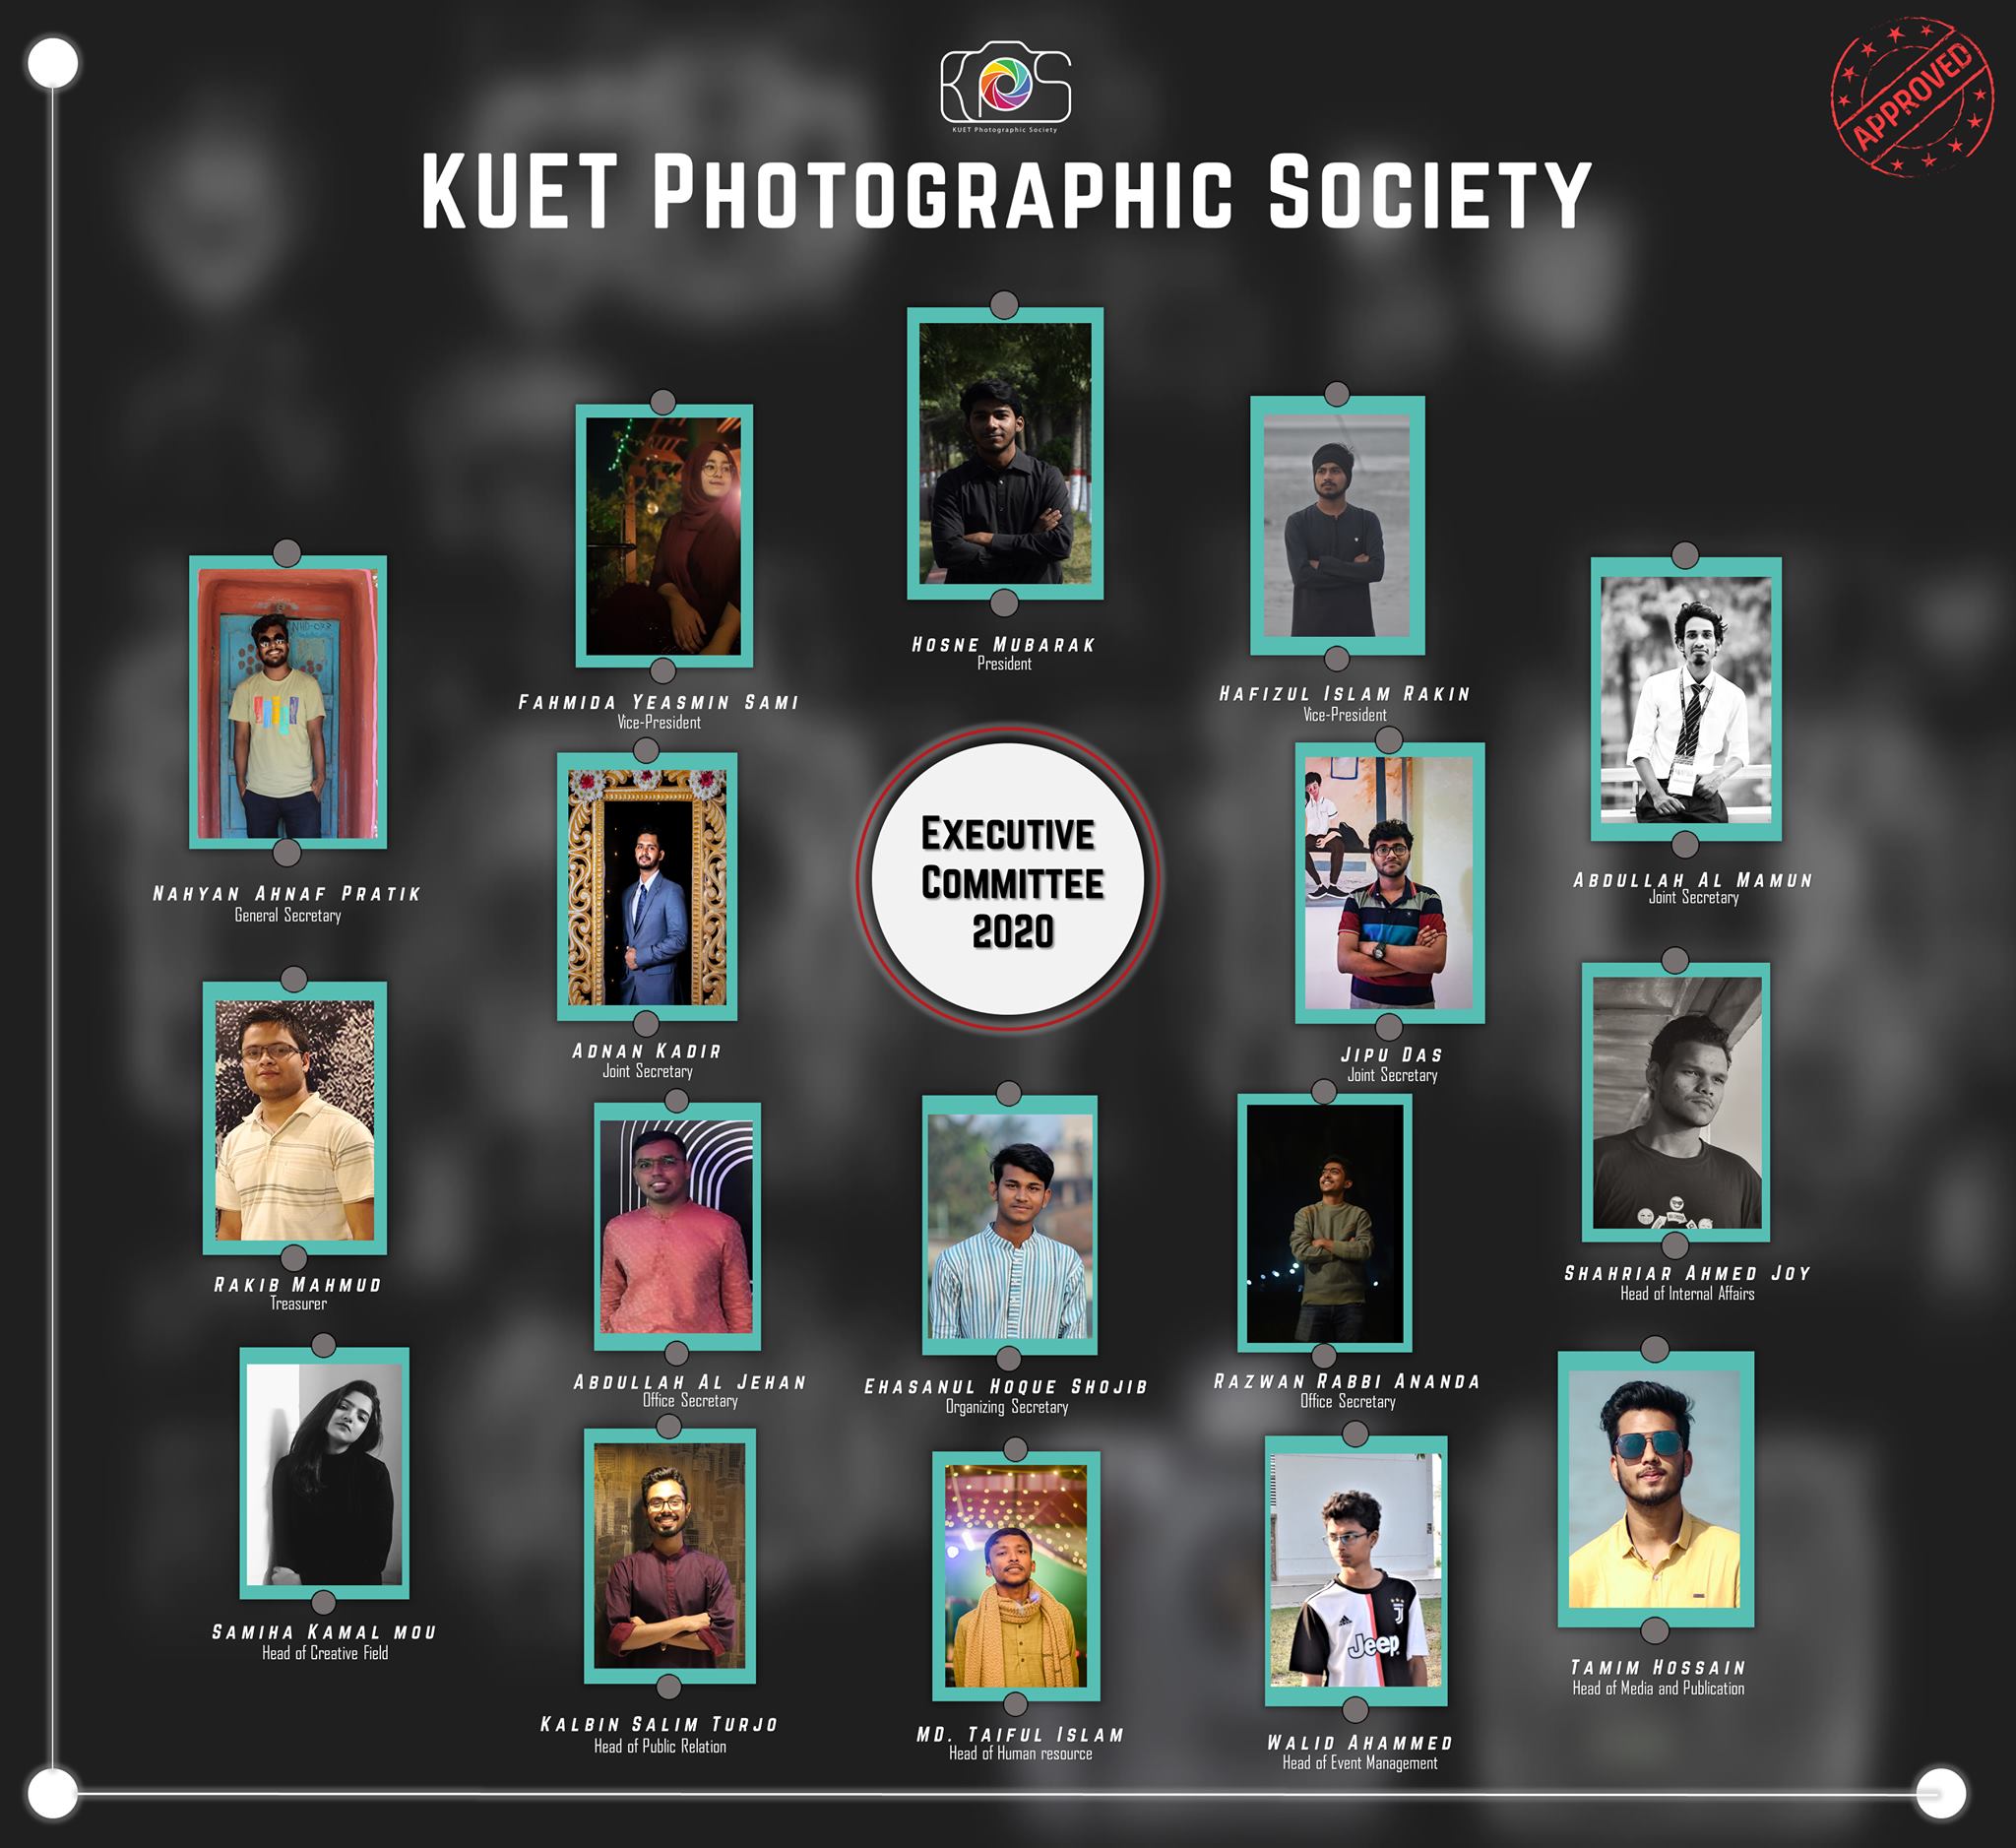 KPS
KUET Photographic Society
APPROVED
KUET PHOTOGRAPHIC SOCIETY
HOSNE MUBARAK
President
FAHMIDA YEASMIN SAMI
Vice-President
HAFIZUL ISLAM RAKIN
Vice-President
NAHYAN AHNAF PRATIK
General Secretary
ABDULLAH AL MAMUN
Joint Secretary
EXECUTIVE
COMMITTEE
2020
ADNAN KADIR
Joint Secretary
JIPU DAS
Joint Secretary
RAKIB MAHMUD
Treasurer
SHAHRIAR AHMED JOY
Head of Internal Affairs
ABDULLAH AL JEHAN
Office Secretary
EHASANUL HOQUE SHOJIB
Organizing Secretary
RAZWAN RABBI ANANDA
Office Secretary
SAMIHA KAMAL MOU
Head of Creative Field
Jeep
TAMIM HOSSAIN
Head of Media and Publication
KALBIN SALIM TURJO
Head of Public Relation
MD. TAIFUL ISLAM
Head of Human resource
WALID AHAMMED
Head of Event Management